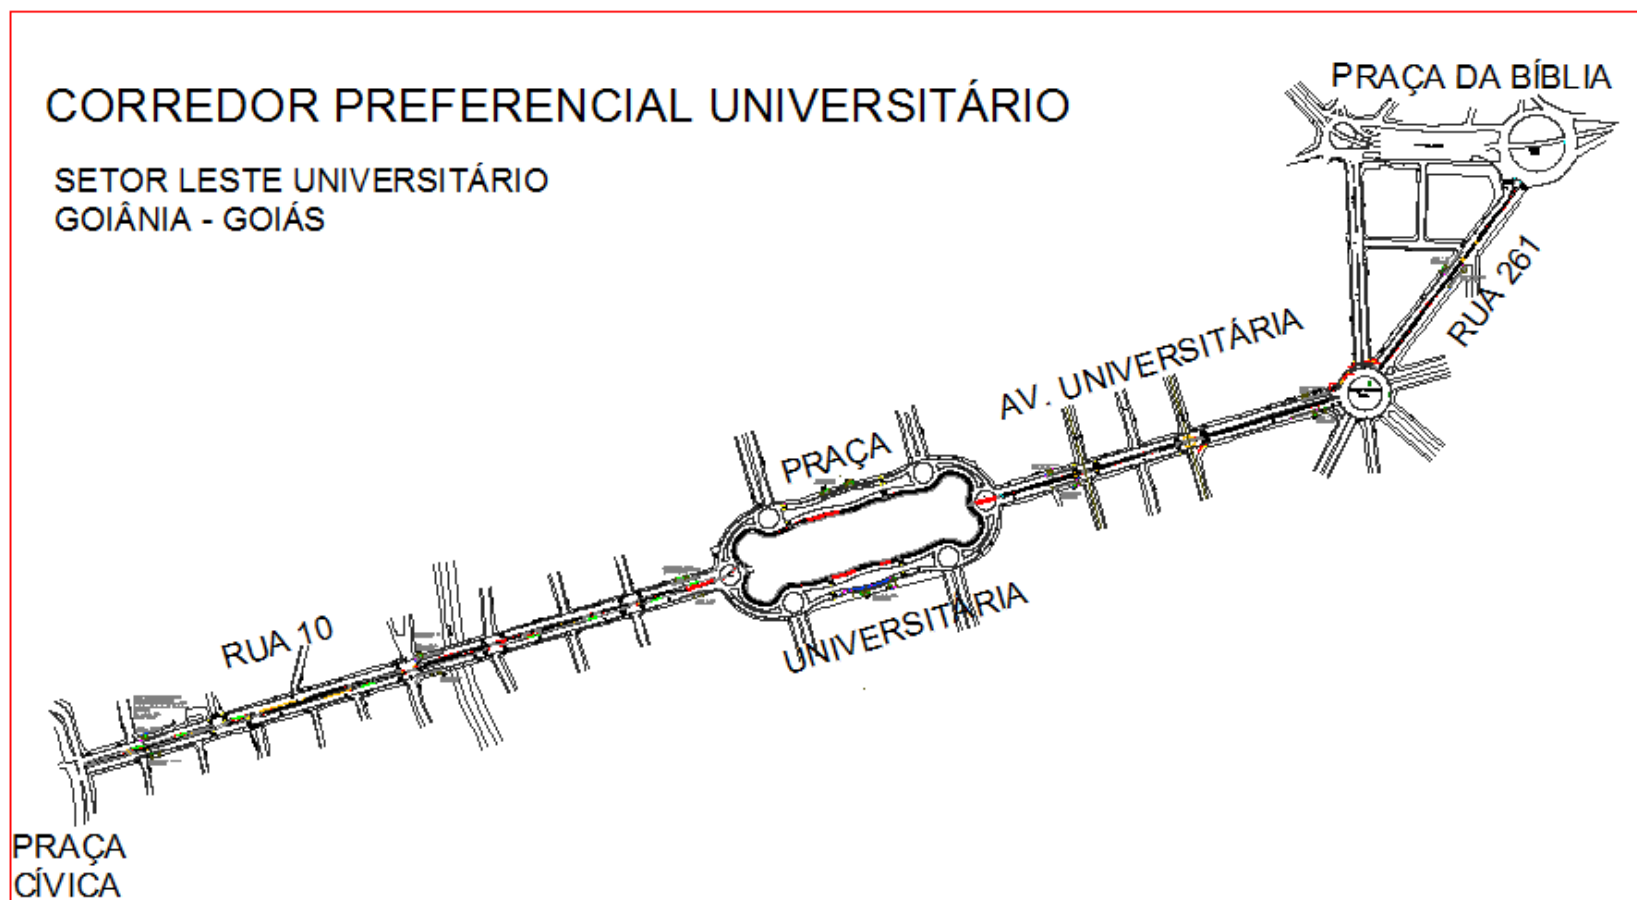 CORREDOR PREFERENCIAL UNIVERSITÁRIO
SETOR LESTE UNIVERSITÁRIO
GOIÂNIA - GOIÁS
PRAÇA DA BÍBLIA
RUA 261
AV. UNIVERSITÁRIA
PRAÇA
UNIVERSITÁRIA
RUA 10
PRAÇA
CÍVICA